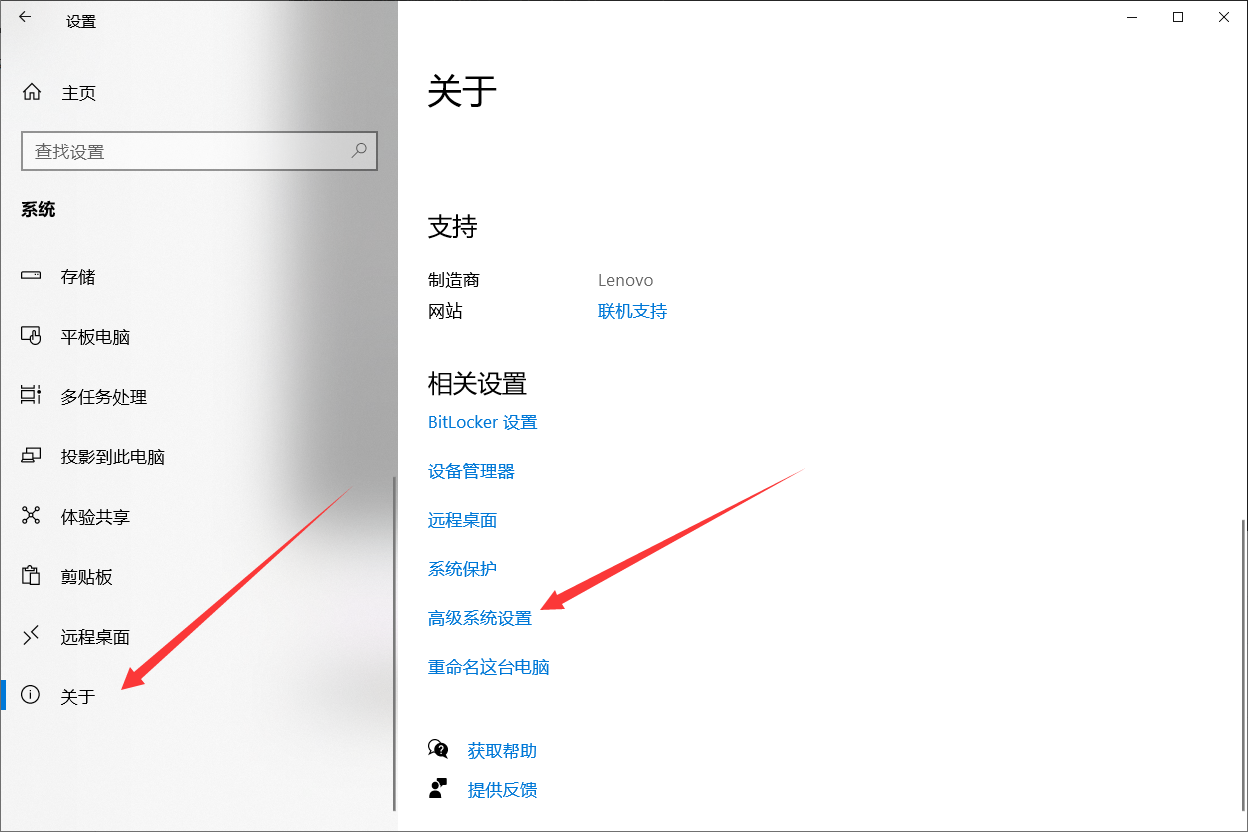 设置
主页
查找设置
系统
存储
平板电脑
多任务处理
投影到此电脑
体验共享
剪贴板
远程桌面
关于
关于
支持
制造商 Lenovo
网站 联机支持
相关设置
BitLocker 设置
设备管理器
远程桌面
系统保护
高级系统设置
重命名这台电脑
获取帮助
提供反馈